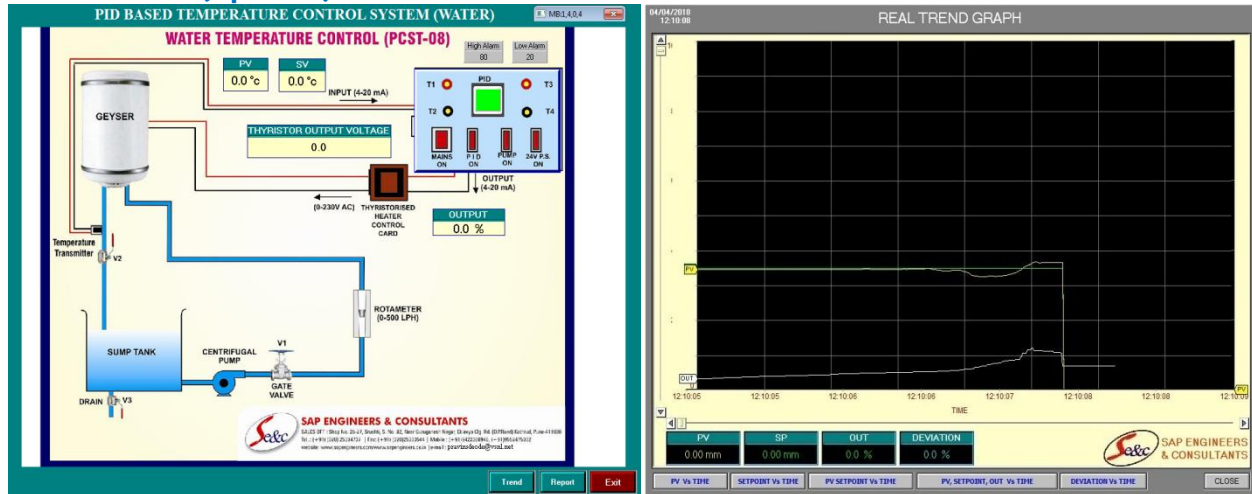 PID BASED TEMPERATURE CONTROL SYSTEM (WATER)
MB:1,4,0,4
WATER TEMPERATURE CONTROL (PCST-08)
High Alarm
80
Low Alarm
20
PV
0.0 °c
SV
0.0 °c
INPUT (4-20 mA)
T1
PID
T3
T2
T4
MAINS
ON
PID
ON
PUMP
ON
24V P.S.
ON
GEYSER
THYRISTOR OUTPUT VOLTAGE
0.0
OUTPUT
(4-20 mA)
(0-230V AC)
THYRISTORISED
HEATER
CONTROL
CARD
OUTPUT
0.0 %
Temperature
Transmitter
V2
ROTAMETER
(0-500 LPH)
SUMP TANK
CENTRIFUGAL
PUMP
V1
GATE
VALVE
DRAIN
V3
Se&c
SAP ENGINEERS & CONSULTANTS
Trend
Report
Exit
04/04/2018
12:10:08
REAL TREND GRAPH
PV
OUT
0
PV
12:10:05
12:10:05
12:10:06
12:10:06
12:10:06
12:10:07
12:10:07
12:10:08
12:10:08
TIME
PV
0.00 mm
SP
0.00 mm
OUT
0.0 %
DEVIATION
0.0 %
Se&c
SAP ENGINEERS
& CONSULTANTS
PV Vs TIME
SETPOINT Vs TIME
PV SETPOINT Vs TIME
PV, SETPOINT, OUT Vs TIME
DEVIATION Vs TIME
CLOSE